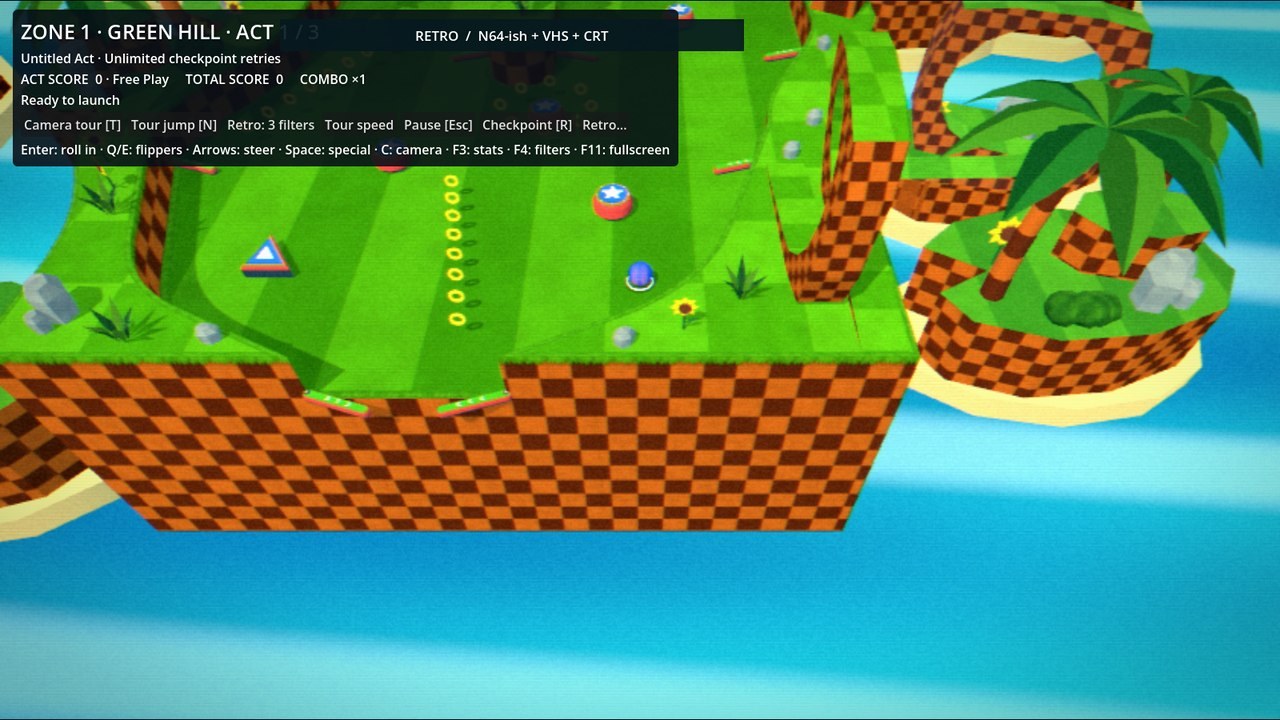 ZONE 1 · GREEN HILL · ACT 1 / 3
RETRO / N64-ish + VHS + CRT
Untitled Act · Unlimited checkpoint retries
ACT SCORE 0 · Free Play TOTAL SCORE 0 COMBO ×1
Ready to launch
Camera tour [T] Tour jump [N] Retro: 3 filters Tour speed Pause [Esc] Checkpoint [R] Retro...
Enter: roll in · Q/E: flippers · Arrows: steer · Space: special · C: camera · F3: stats · F4: filters · F11: fullscreen